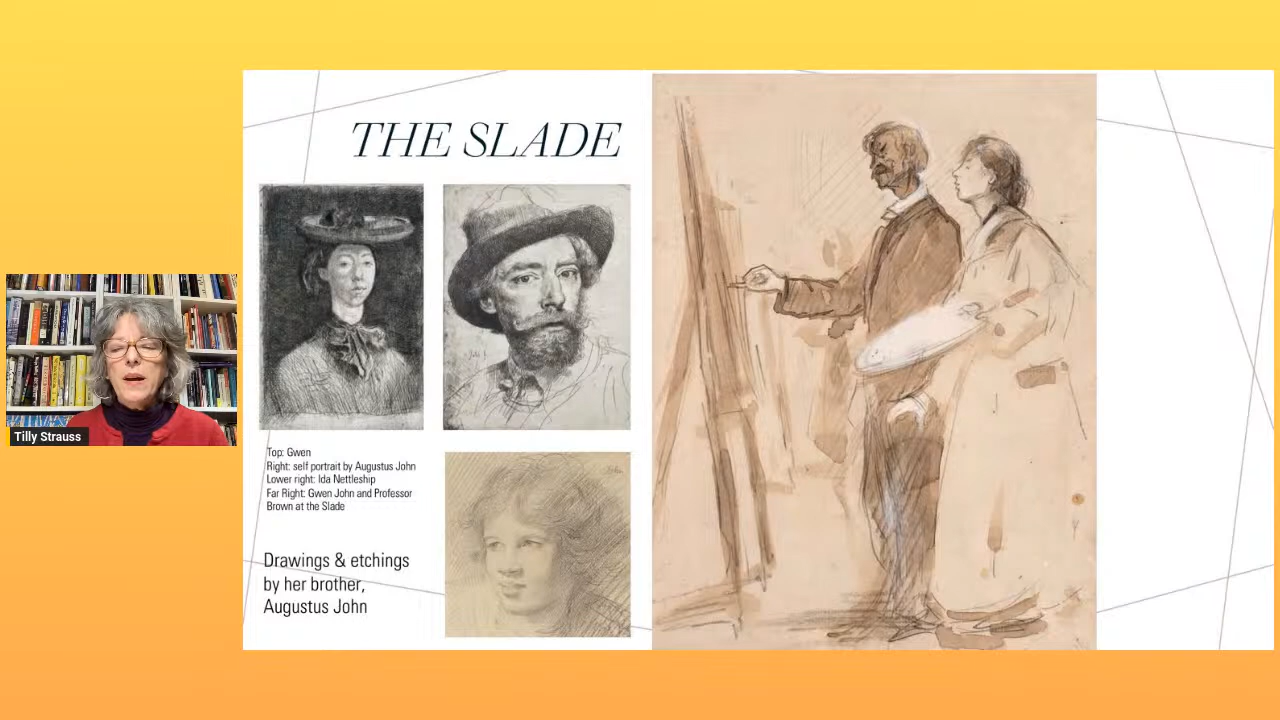 THE SLADE
Tilly Strauss
Top: Gwen
Right: self portrait by Augustus John
Lower right: Ida Nettleship
Far Right: Gwen John and Professor
Brown at the Slade
Drawings & etchings
by her brother,
Augustus John